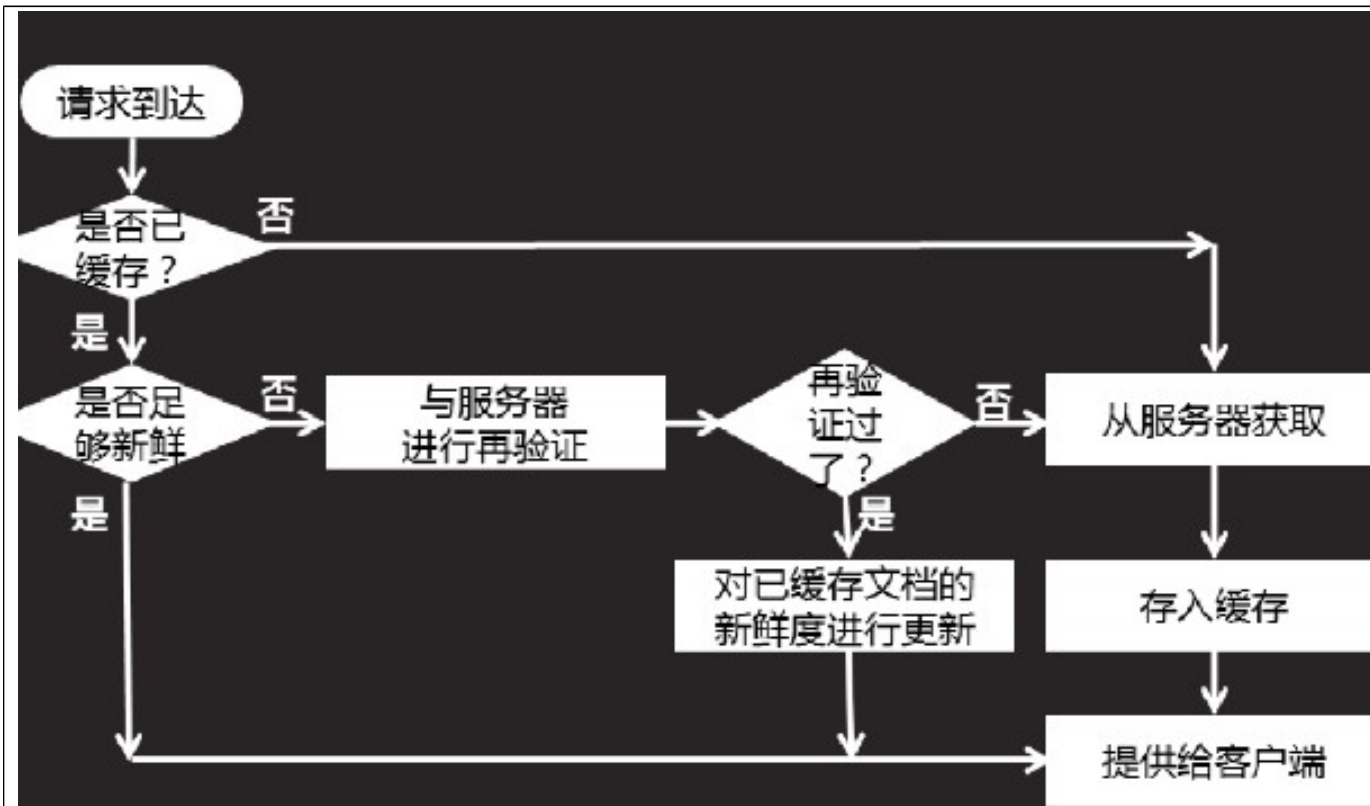 请求到达
是否已
缓存？
否
是
是否足
够新鲜
否
与服务器
进行再验证
再验
证过
了？
否
从服务器获取
是
是
对已缓存文档的
新鲜度进行更新
存入缓存
提供给客户端